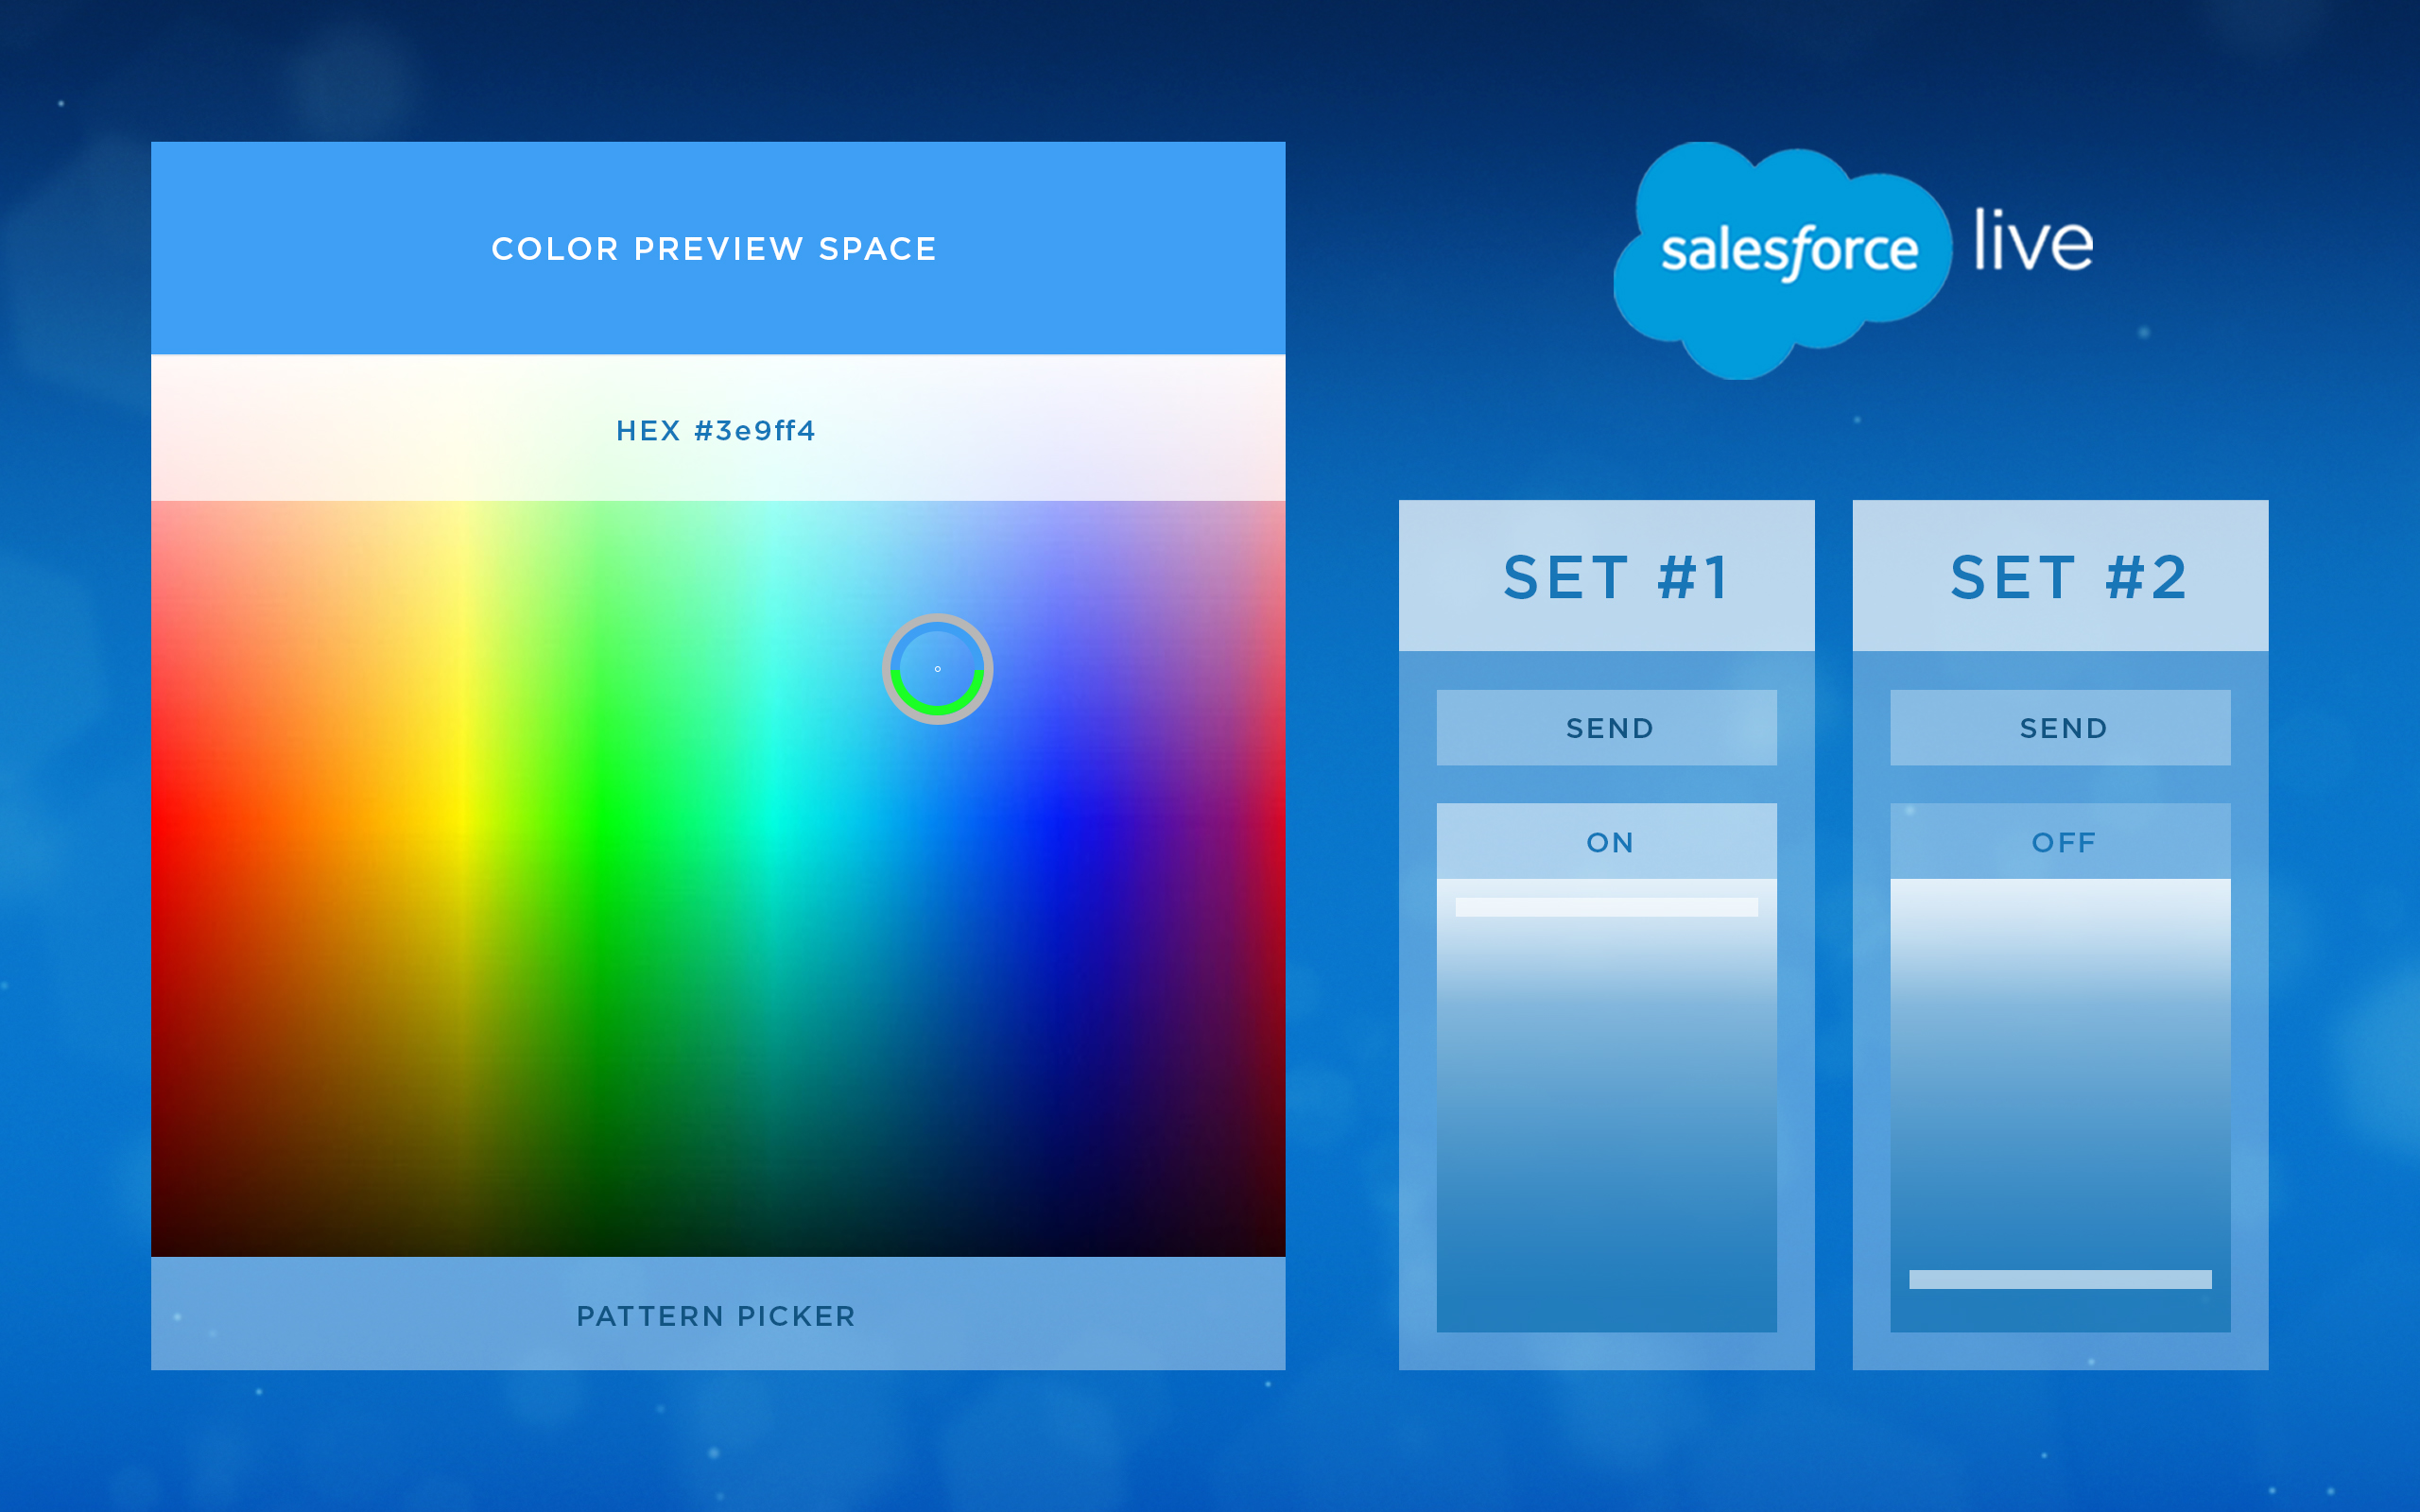 COLOR PREVIEW SPACE
HEX #3e9ff4
PATTERN PICKER
salesforce live
SET #1
SEND
ON
SET #2
SEND
OFF